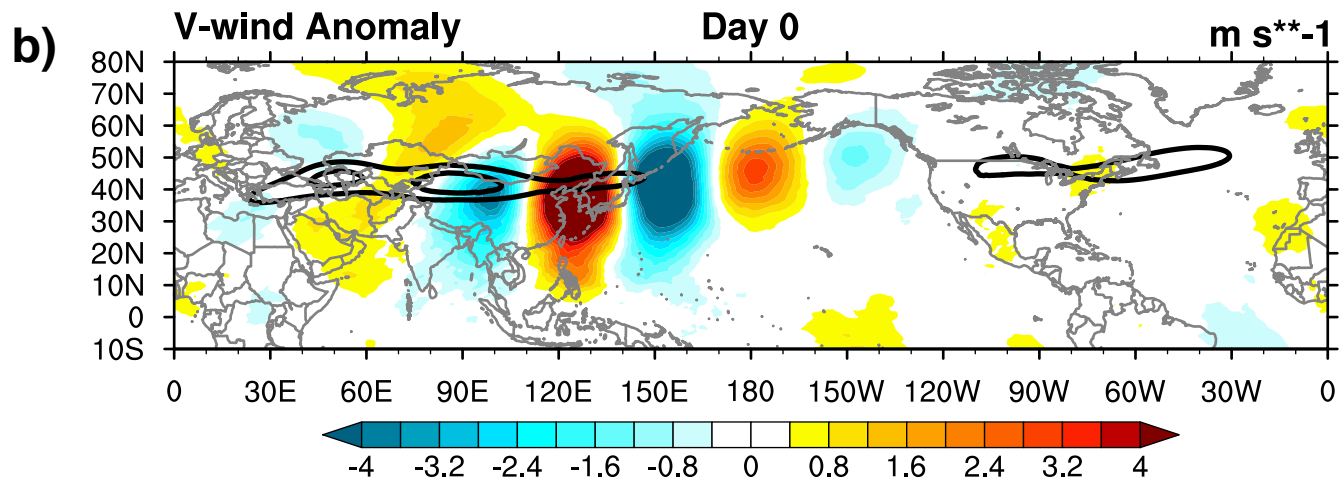 b)
V-wind Anomaly Day 0 m s**-1
80N
70N
60N
50N
40N
30N
20N
10N
0
10S
0 30E 60E 90E 120E 150E 180 150W 120W 90W 60W 30W 0
-4 -3.2 -2.4 -1.6 -0.8 0 0.8 1.6 2.4 3.2 4